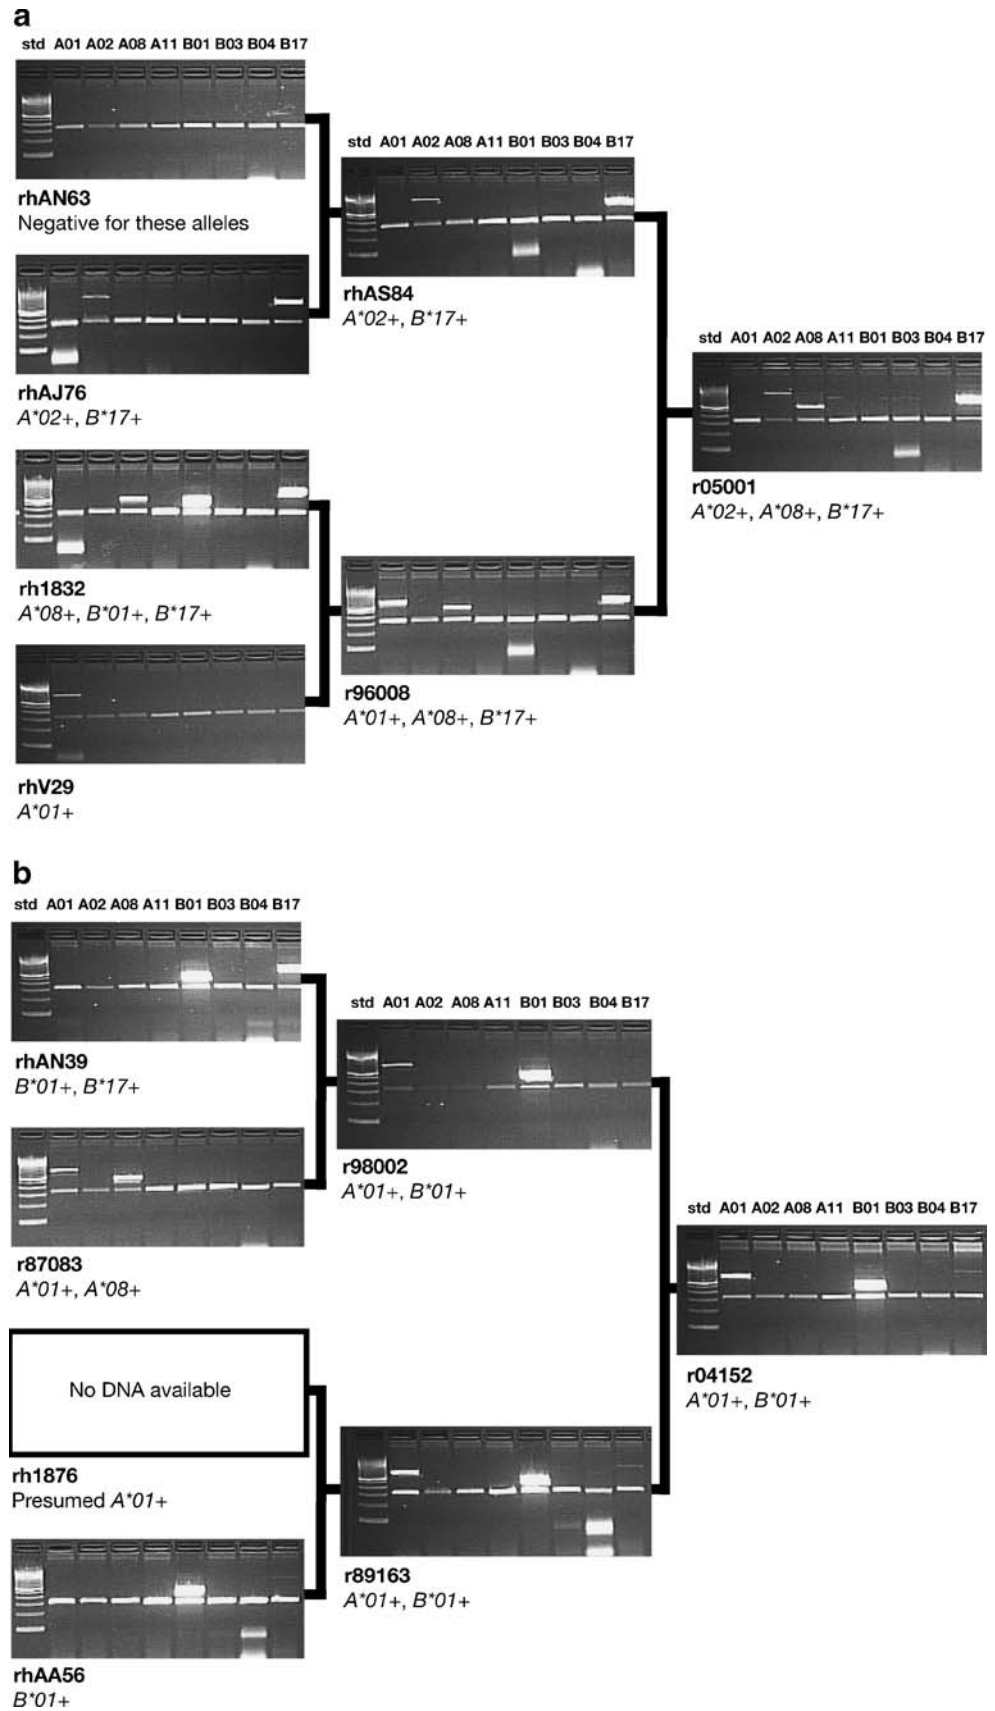 a
std A01 A02 A08 A11 B01 B03 B04 B17
rhAN63
Negative for these alleles
rhAJ76
A*02+, B*17+
rh1832
A*08+, B*01+, B*17+
rhV29
A*01+
std A01 A02 A08 A11 B01 B03 B04 B17
rhAS84
A*02+, B*17+
r96008
A*01+, A*08+, B*17+
std A01 A02 A08 A11 B01 B03 B04 B17
r05001
A*02+, A*08+, B*17+
b
std A01 A02 A08 A11 B01 B03 B04 B17
rhAN39
B*01+, B*17+
r87083
A*01+, A*08+
No DNA available
rh1876
Presumed A*01+
rhAA56
B*01+
std A01 A02 A08 A11 B01 B03 B04 B17
r98002
A*01+, B*01+
r89163
A*01+, B*01+
std A01 A02 A08 A11 B01 B03 B04 B17
r04152
A*01+, B*01+